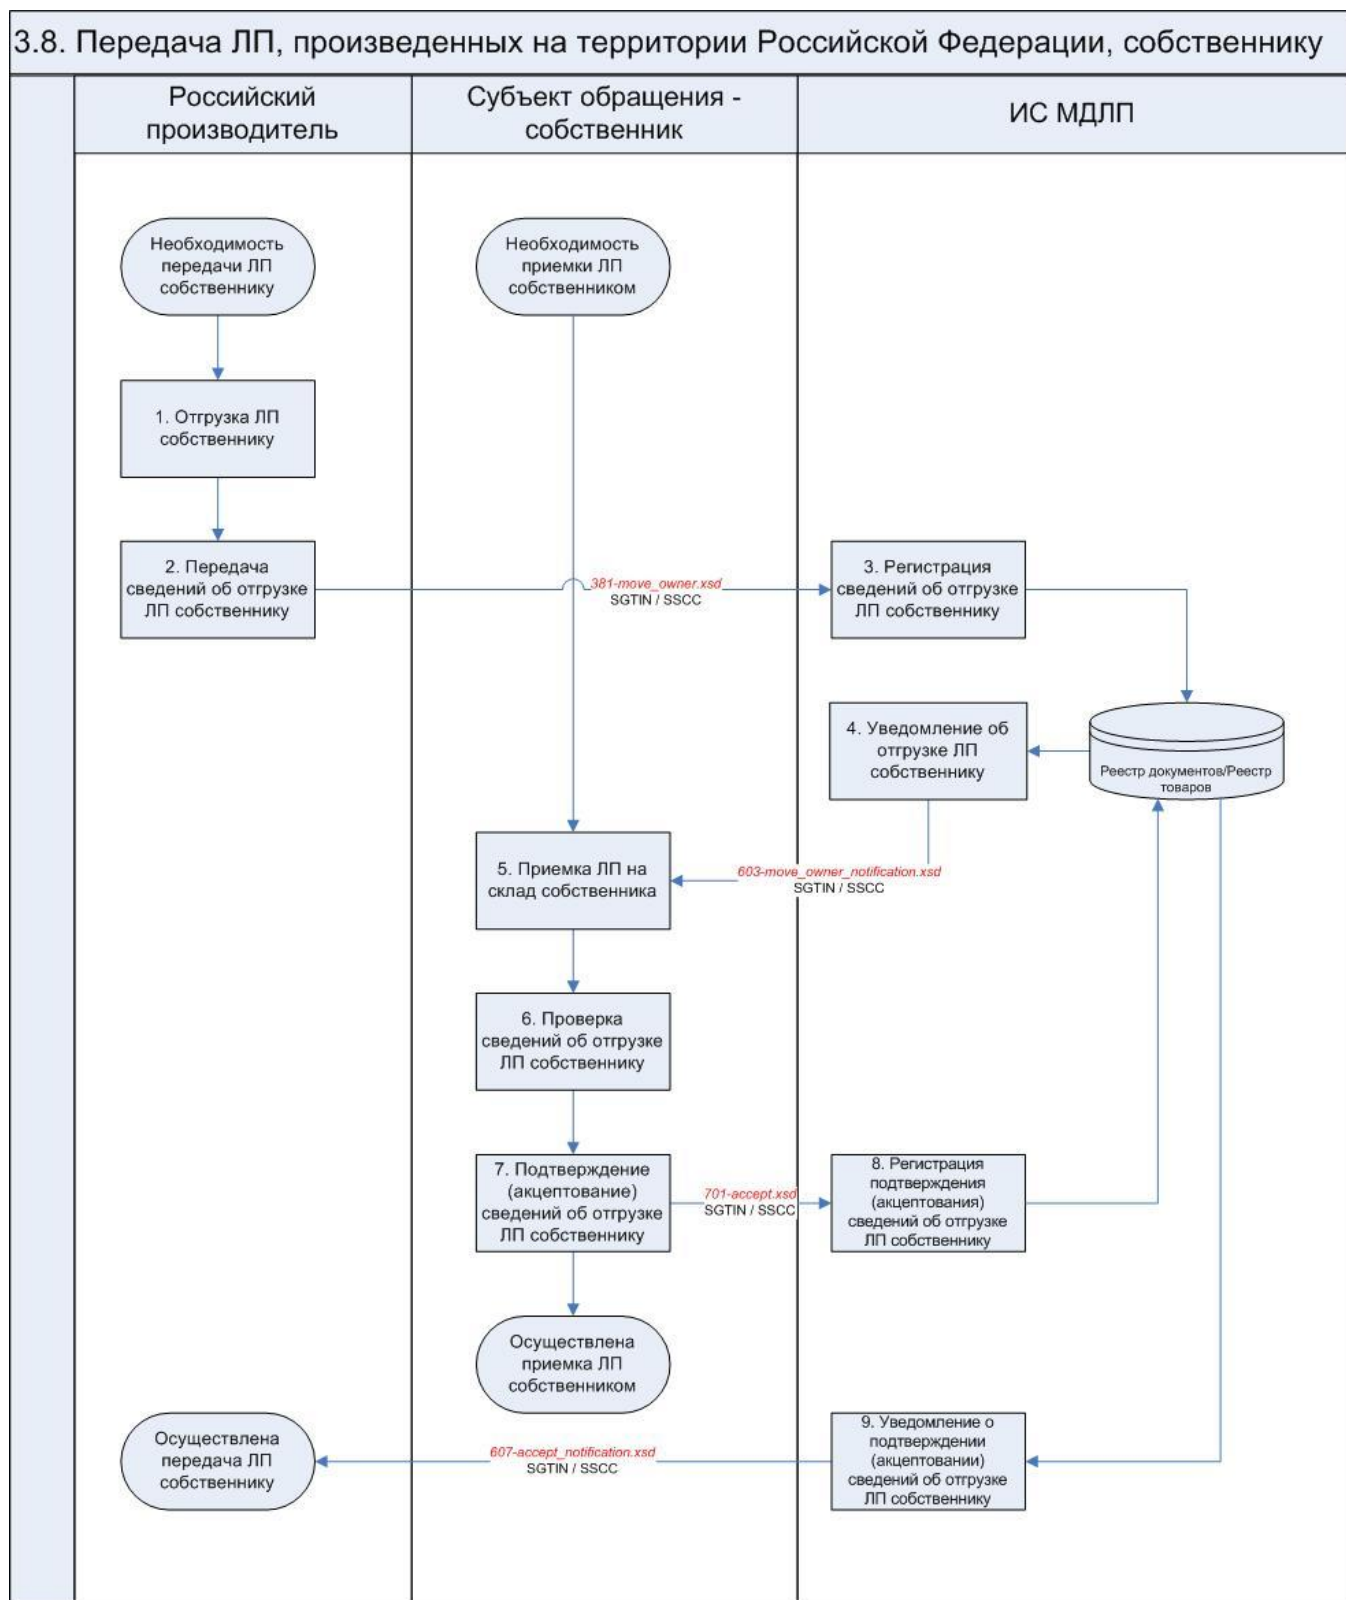 3.8. Передача ЛП, произведенных на территории Российской Федерации, собственнику
Российский
производитель
Субъект обращения -
собственник
ИС МДЛП
Необходимость
передачи ЛП
собственнику
Необходимость
приемки ЛП
собственником
1. Отгрузка ЛП
собственнику
2. Передача
сведений об отгрузке
ЛП собственнику
381-move_owner.xsd
SGTIN / SSCC
3. Регистрация
сведений об отгрузке
ЛП собственнику
4. Уведомление об
отгрузке ЛП
собственнику
Реестр документов/Реестр
товаров
5. Приемка ЛП на
склад собственника
603-move_owner_notification.xsd
SGTIN / SSCC
6. Проверка
сведений об отгрузке
ЛП собственнику
7. Подтверждение
(акцептование)
сведений об отгрузке
ЛП собственнику
701-accept.xsd
SGTIN / SSCC
8. Регистрация
подтверждения
(акцептования)
сведений об отгрузке
ЛП собственнику
Осуществлена
приемка ЛП
собственником
Осуществлена
передача ЛП
собственнику
607-accept_notification.xsd
SGTIN / SSCC
9. Уведомление о
подтверждении
(акцептовании)
сведений об отгрузке
ЛП собственнику